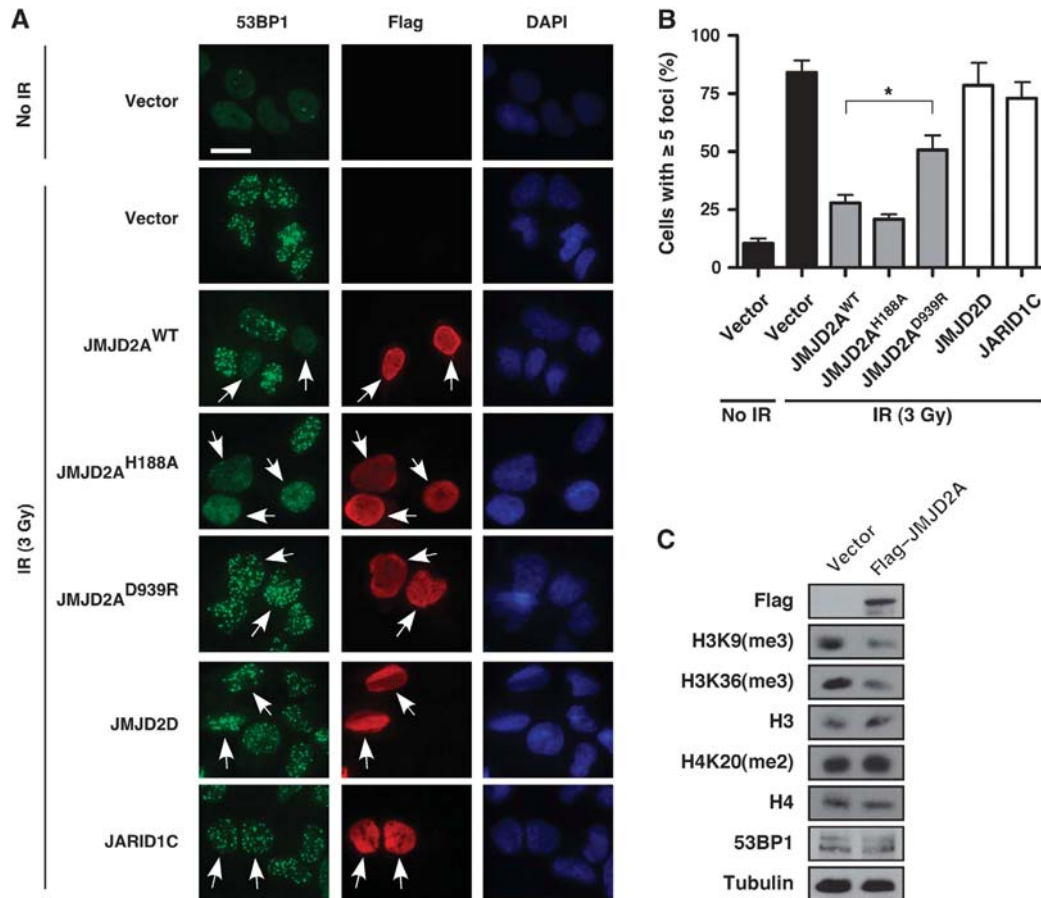 A
53BP1
Flag
DAPI
No IR
Vector
IR (3 Gy)
Vector
JMJD2A^WT
JMJD2A^H188A
JMJD2A^D939R
JMJD2D
JARID1C
B
Cells with ≥ 5 foci (%)
100
75
50
25
0
*
Vector
Vector
JMJD2A^WT
JMJD2A^H188A
JMJD2A^D939R
JMJD2D
JARID1C
No IR
IR (3 Gy)
C
Vector
Flag–JMJD2A
Flag
H3K9(me3)
H3K36(me3)
H3
H4K20(me2)
H4
53BP1
Tubulin